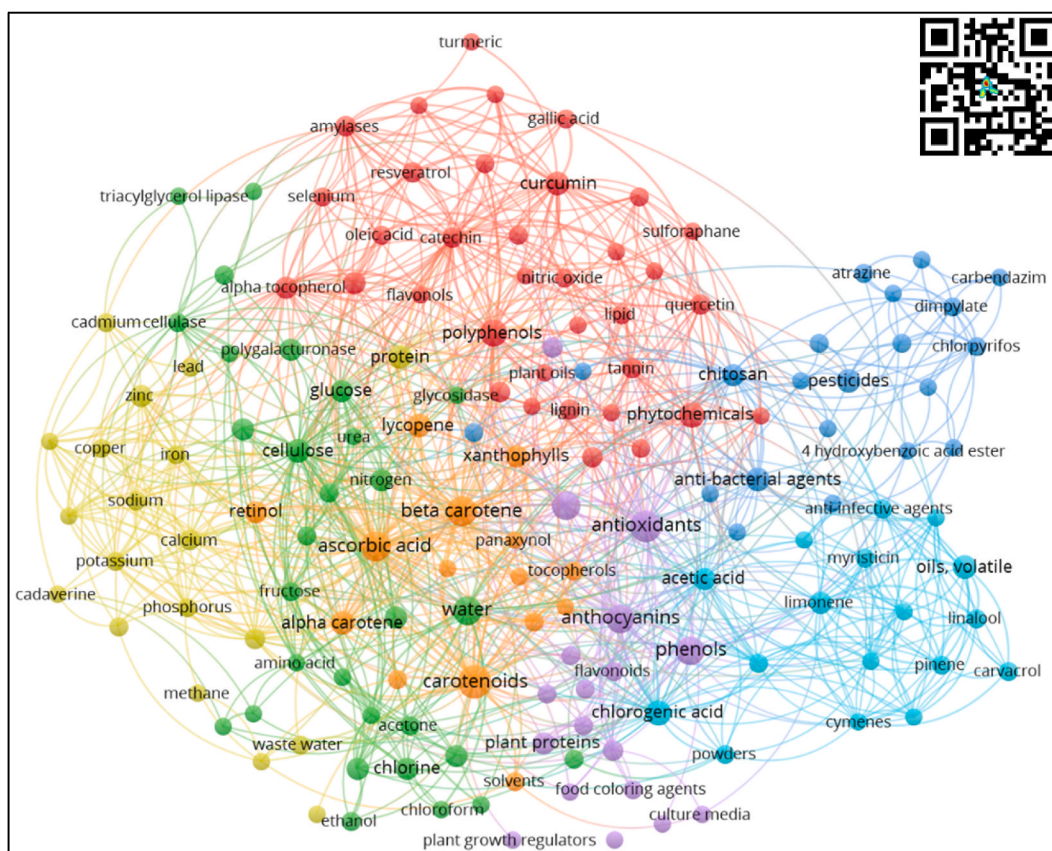 turmeric
gallic acid
amylases
resveratrol
curcumin
triacylglycerol lipase
selenium
oleic acid
catechin
sulforaphane
atrazine
carbendazim
alpha tocopherol
nitric oxide
flavonols
quercetin
dimpylate
cadmium
cellulase
polyphenols
lipid
chlorpyrifos
polygalacturonase
protein
lead
plant oils
tannin
chitosan
pesticides
zinc
glucose
glycosidase
lignin
phytochemicals
lycopene
urea
copper
iron
cellulose
xanthophylls
4 hydroxybenzoic acid ester
nitrogen
anti-bacterial agents
sodium
retinol
beta carotene
anti-infective agents
antioxidants
calcium
ascorbic acid
panaxynol
potassium
tocopherols
acetic acid
myristicin
oils, volatile
cadaverine
fructose
phosphorus
water
limonene
linalool
alpha carotene
anthocyanins
phenols
amino acid
flavonoids
pinene
carvacrol
methane
carotenoids
chlorogenic acid
cymenes
acetone
waste water
plant proteins
powders
chlorine
solvents
food coloring agents
chloroform
culture media
ethanol
plant growth regulators